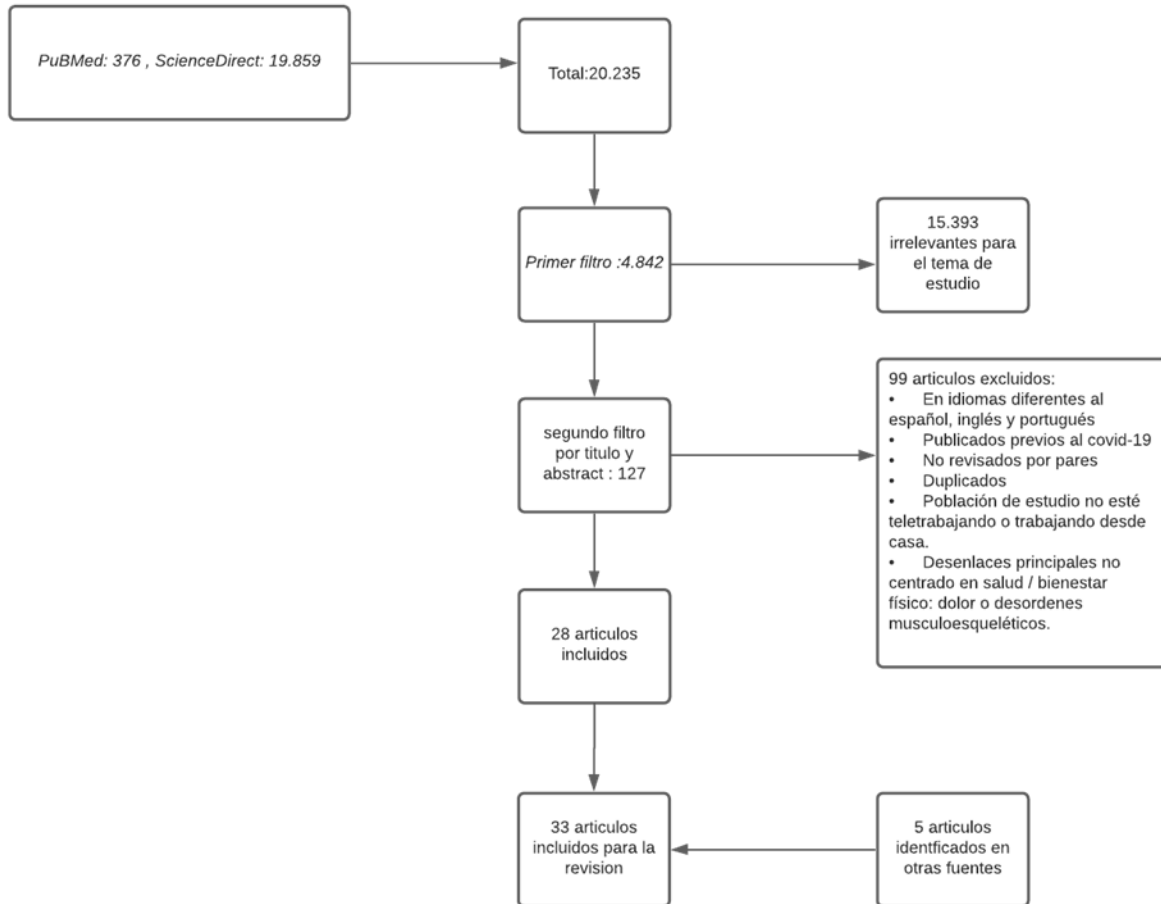 PuBMed: 376 , ScienceDirect: 19.859
Total:20.235
Primer filtro :4.842
15.393
irrelevantes para
el tema de
estudio
segundo filtro
por titulo y
abstract : 127
99 articulos excluidos:
• En idiomas diferentes al
español, inglés y portugués
• Publicados previos al covid-19
• No revisados por pares
• Duplicados
• Población de estudio no esté
teletrabajando o trabajando desde
casa.
• Desenlaces principales no
centrado en salud / bienestar
físico: dolor o desordenes
musculoesqueléticos.
28 articulos
incluidos
33 articulos
incluidos para la
revision
5 articulos
identficados en
otras fuentes